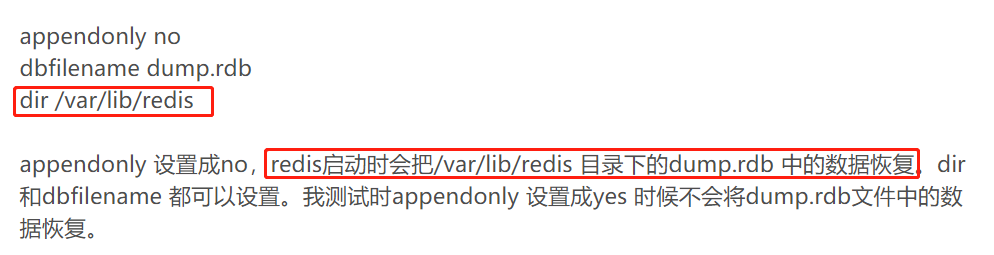 appendonly no
dbfilename dump.rdb
dir /var/lib/redis
appendonly 设置成no，redis启动时会把/var/lib/redis 目录下的dump.rdb 中的数据恢复。dir
和dbfilename 都可以设置。我测试时appendonly 设置成yes 时候不会将dump.rdb文件中的数
据恢复。